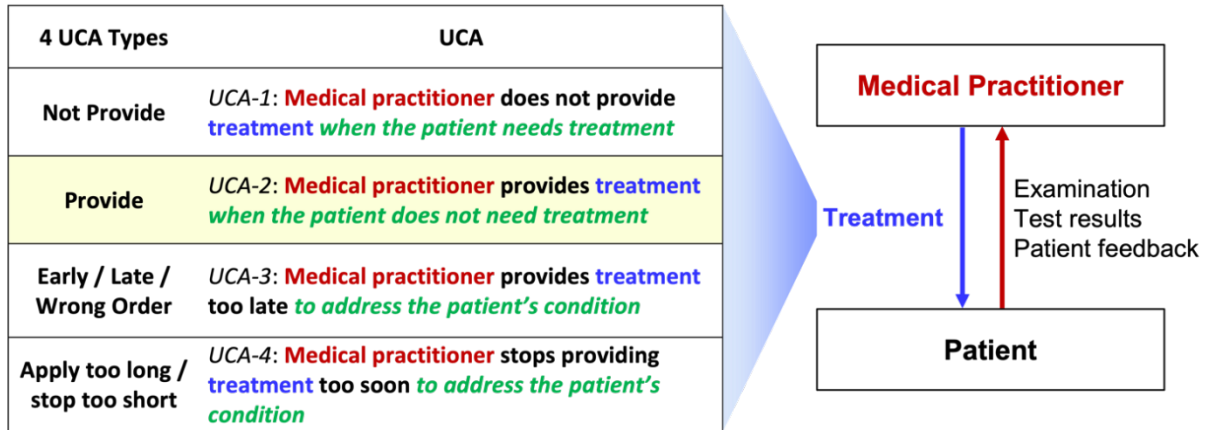 4 UCA Types
UCA
Not Provide
UCA-1: Medical practitioner does not provide
treatment when the patient needs treatment
Provide
UCA-2: Medical practitioner provides treatment
when the patient does not need treatment
Early / Late /
Wrong Order
UCA-3: Medical practitioner provides treatment
too late to address the patient’s condition
Apply too long /
stop too short
UCA-4: Medical practitioner stops providing
treatment too soon to address the patient’s
condition
Medical Practitioner
Treatment
Examination
Test results
Patient feedback
Patient